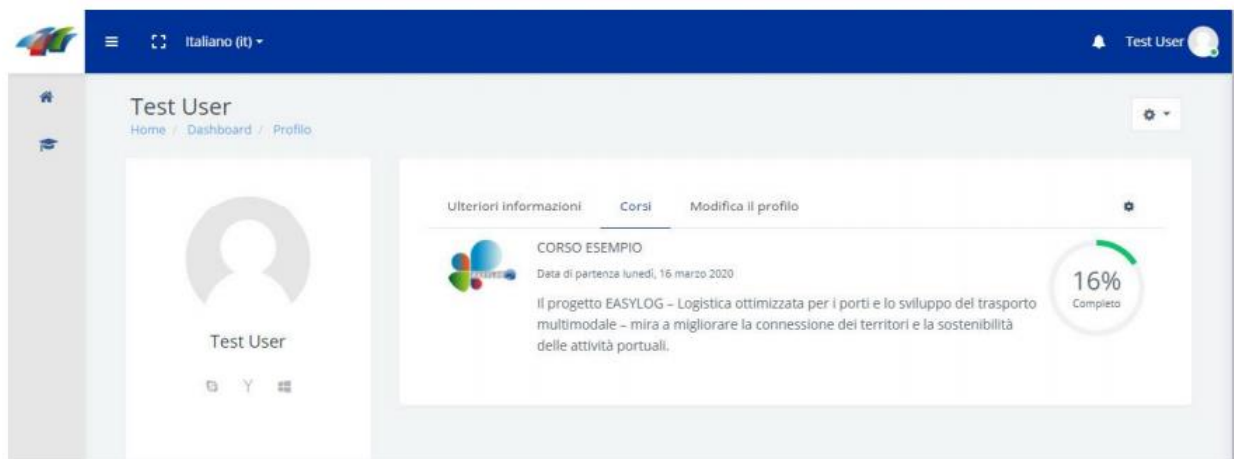 Italiano (it)
Test User
Test User
Home / Dashboard / Profilo
Test User
Ulteriori informazioni Corsi Modifica il profilo
CORSO ESEMPIO
Data di partenza lunedì, 16 marzo 2020
Il progetto EASYLOG – Logistica ottimizzata per i porti e lo sviluppo del trasporto
multimodale – mira a migliorare la connessione dei territori e la sostenibilità
delle attività portuali.
16%
Completo